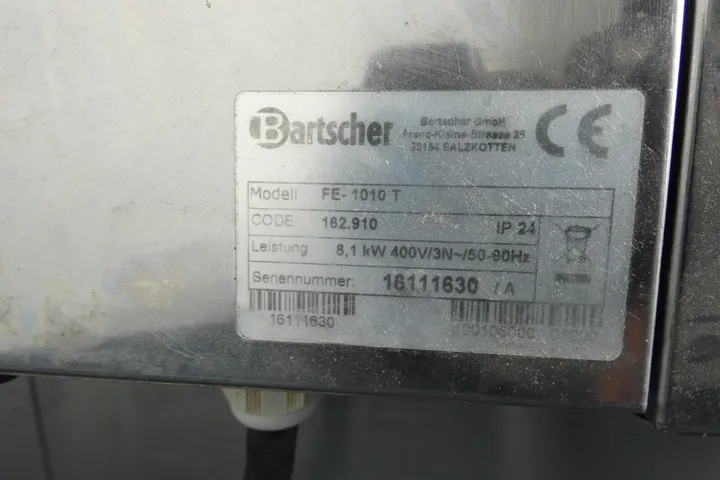 Bartscher
Bartscher GmbH
Franz-Kleine-Strasse 28
33154 SALZKOTTEN
CE
Modell FE- 1010 T
CODE 162.910 IP 24
Leistung 8,1 kW 400V/3N~/50-60Hz
Seriennummer: 16111630 / A
16111630